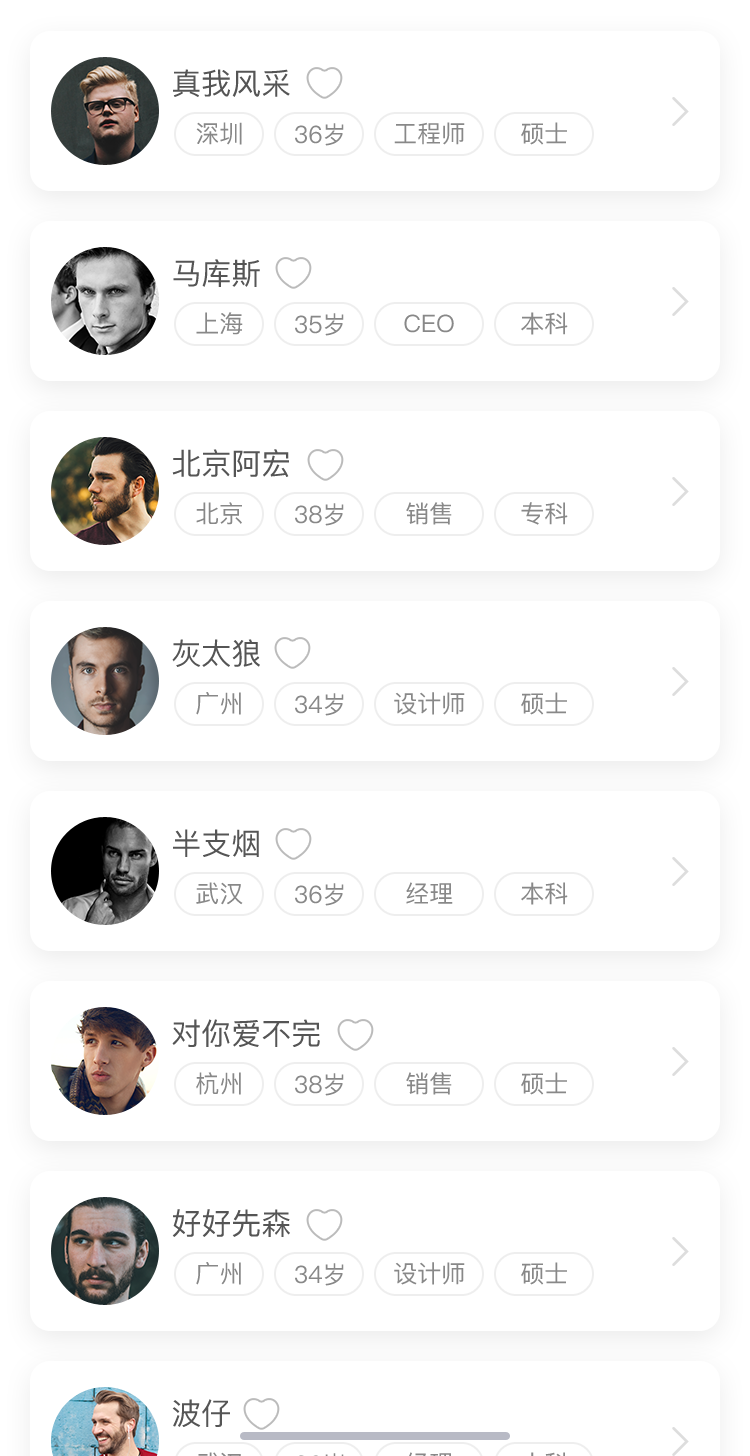 真我风采
深圳 36岁 工程师 硕士
马库斯
上海 35岁 CEO 本科
北京阿宏
北京 38岁 销售 专科
灰太狼
广州 34岁 设计师 硕士
半支烟
武汉 36岁 经理 本科
对你爱不完
杭州 38岁 销售 硕士
好好先森
广州 34岁 设计师 硕士
波仔